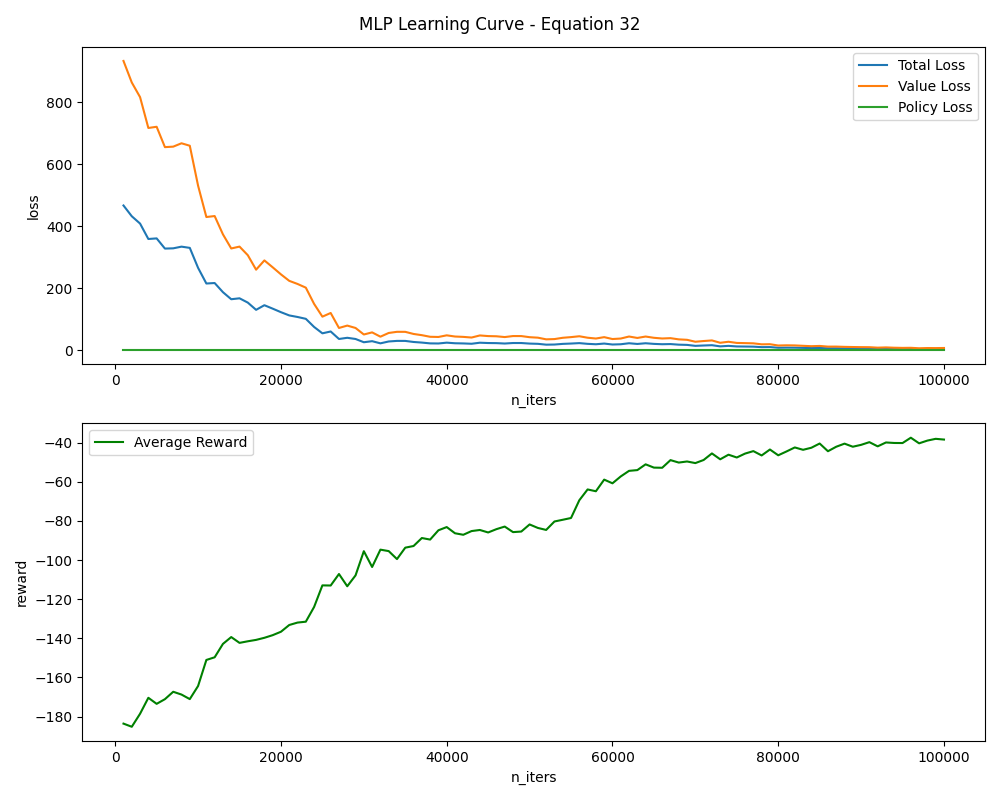 MLP Learning Curve - Equation 32
Total Loss
Value Loss
Policy Loss
800
600
400
200
0
loss
0 20000 40000 60000 80000 100000
n_iters
Average Reward
−40
−60
−80
−100
−120
−140
−160
−180
reward
0 20000 40000 60000 80000 100000
n_iters